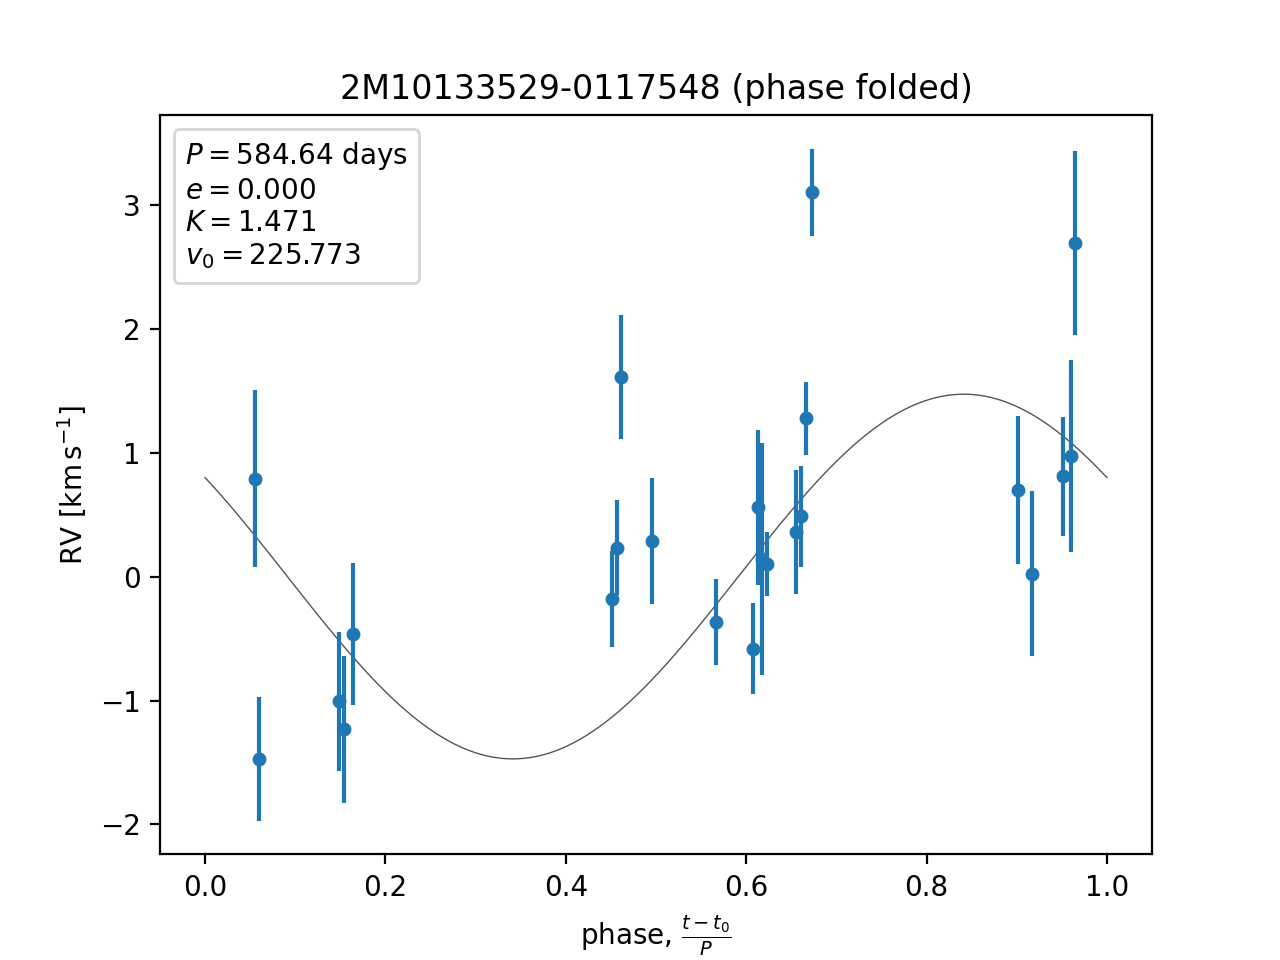 2M10133529-0117548 (phase folded)
P = 584.64 days
e = 0.000
K = 1.471
v₀ = 225.773
3
2
1
0
−1
−2
RV [km s⁻¹]
0.0 0.2 0.4 0.6 0.8 1.0
phase, (t − t₀)/P